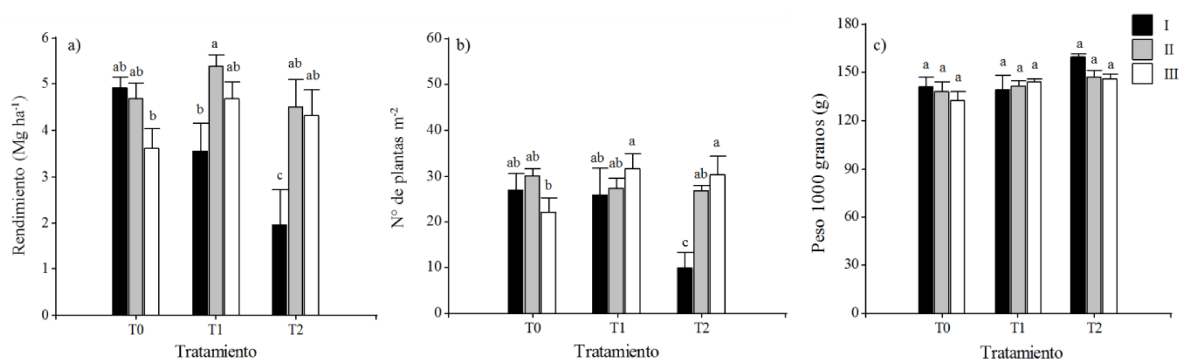 a)
Rendimiento (Mg ha⁻¹)
6
5
4
3
2
1
0
ab
ab
b
b
a
ab
c
ab
ab
T0
T1
T2
Tratamiento
b)
N° de plantas m⁻²
60
50
40
30
20
10
0
ab
ab
b
ab
ab
a
c
ab
a
T0
T1
T2
Tratamiento
c)
Peso 1000 granos (g)
180
150
120
90
60
30
0
a
a
a
a
a
a
a
a
a
T0
T1
T2
Tratamiento
I
II
III